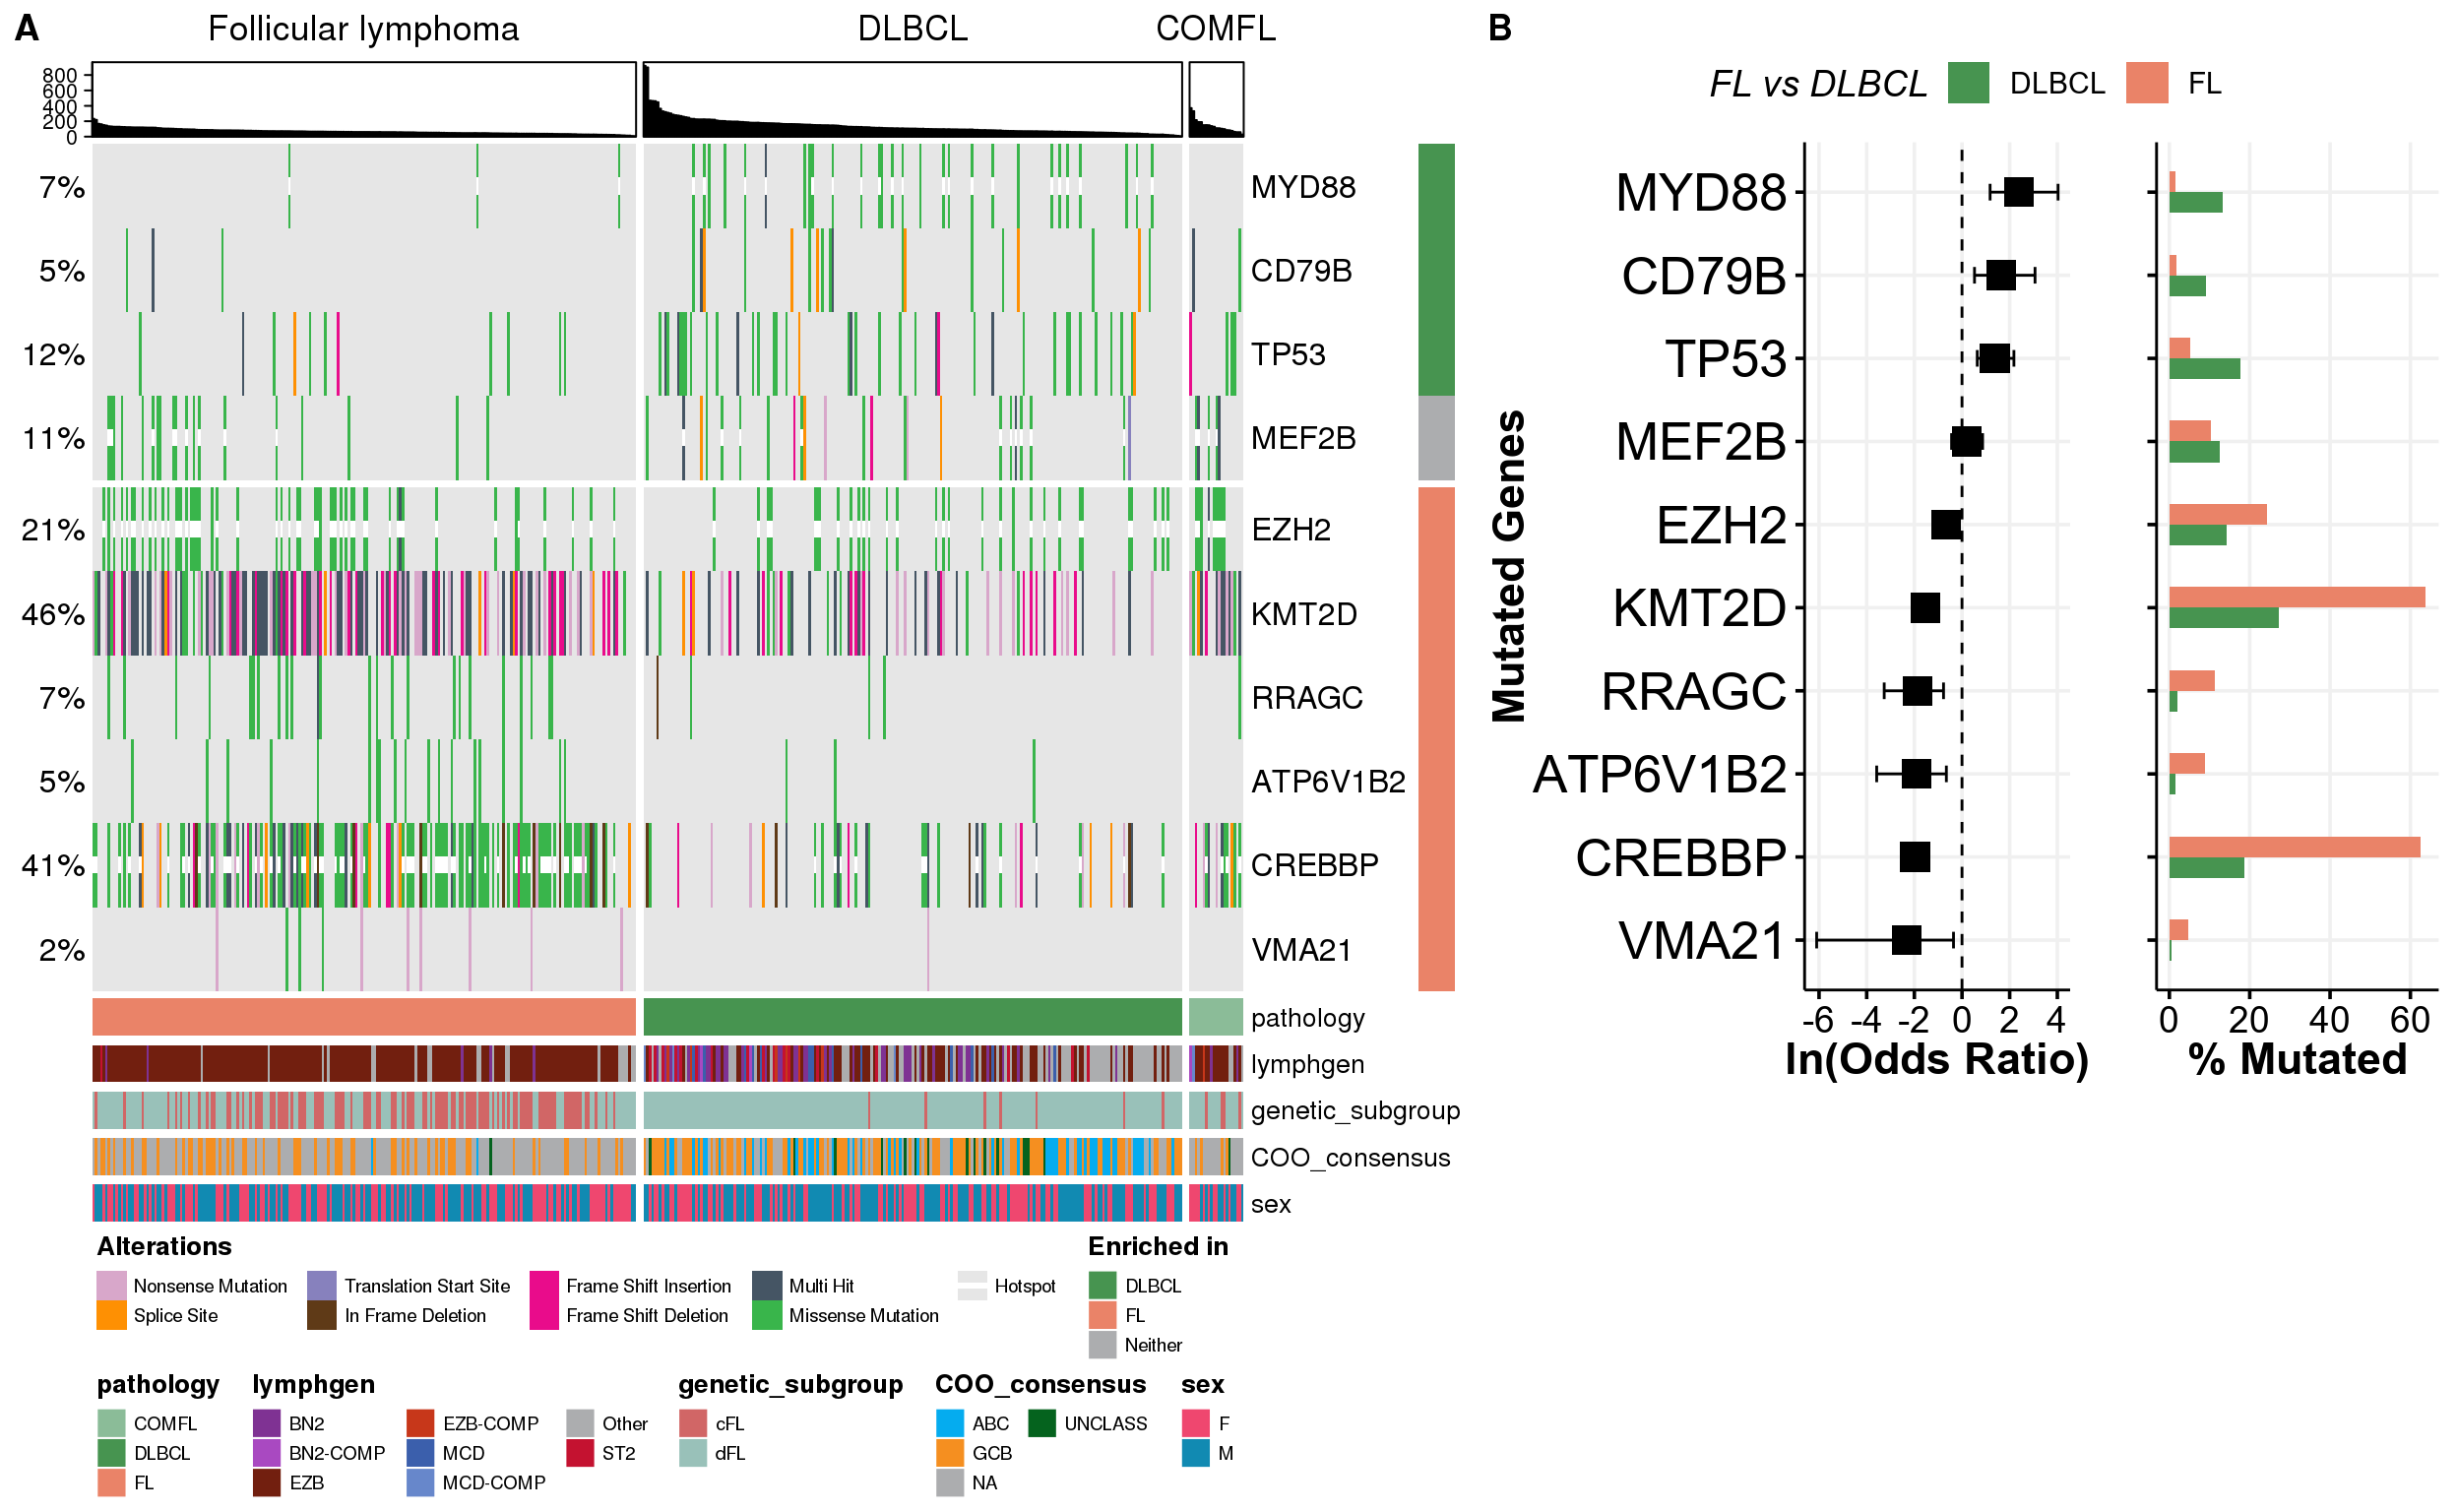 A
Follicular lymphoma
DLBCL
COMFL
800
600
400
200
0
7%
MYD88
5%
CD79B
12%
TP53
11%
MEF2B
21%
EZH2
46%
KMT2D
7%
RRAGC
5%
ATP6V1B2
41%
CREBBP
2%
VMA21
pathology
lymphgen
genetic_subgroup
COO_consensus
sex
Alterations
Nonsense Mutation
Translation Start Site
Frame Shift Insertion
Multi Hit
Hotspot
Splice Site
In Frame Deletion
Frame Shift Deletion
Missense Mutation
Enriched in
DLBCL
FL
Neither
pathology
COMFL
DLBCL
FL
lymphgen
BN2
EZB-COMP
Other
BN2-COMP
MCD
ST2
EZB
MCD-COMP
genetic_subgroup
cFL
dFL
COO_consensus
ABC
UNCLASS
GCB
NA
sex
F
M
B
FL vs DLBCL
DLBCL
FL
Mutated Genes
MYD88
CD79B
TP53
MEF2B
EZH2
KMT2D
RRAGC
ATP6V1B2
CREBBP
VMA21
-6 -4 -2 0 2 4
ln(Odds Ratio)
0 20 40 60
% Mutated